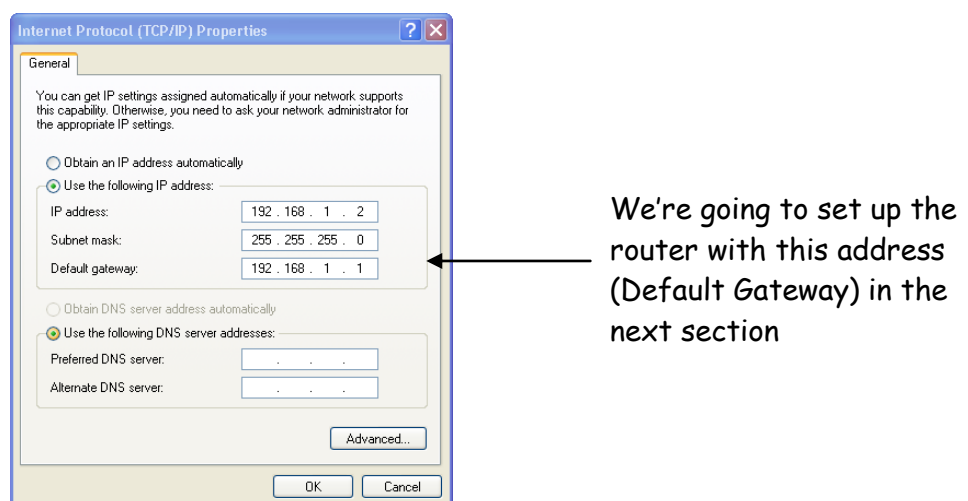 Internet Protocol (TCP/IP) Properties
General
You can get IP settings assigned automatically if your network supports
this capability. Otherwise, you need to ask your network administrator for
the appropriate IP settings.
Obtain an IP address automatically
Use the following IP address:
IP address: 192 . 168 . 1 . 2
Subnet mask: 255 . 255 . 255 . 0
Default gateway: 192 . 168 . 1 . 1
Obtain DNS server address automatically
Use the following DNS server addresses:
Preferred DNS server: . . .
Alternate DNS server: . . .
Advanced...
OK Cancel
We’re going to set up the
router with this address
(Default Gateway) in the
next section